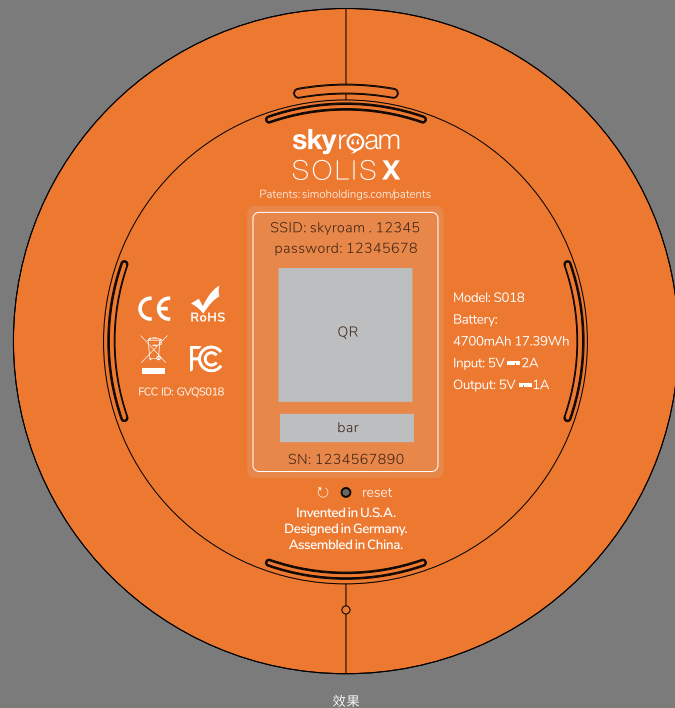 skyroam
SOLIS X
Patents: simoholdings.com/patents
SSID: skyroam . 12345
password: 12345678
QR
bar
SN: 1234567890
CE
RoHS
FC
FCC ID: GVQS018
Model: S018
Battery:
4700mAh 17.39Wh
Input: 5V⎓2A
Output: 5V⎓1A
reset
Invented in U.S.A.
Designed in Germany.
Assembled in China.
效果